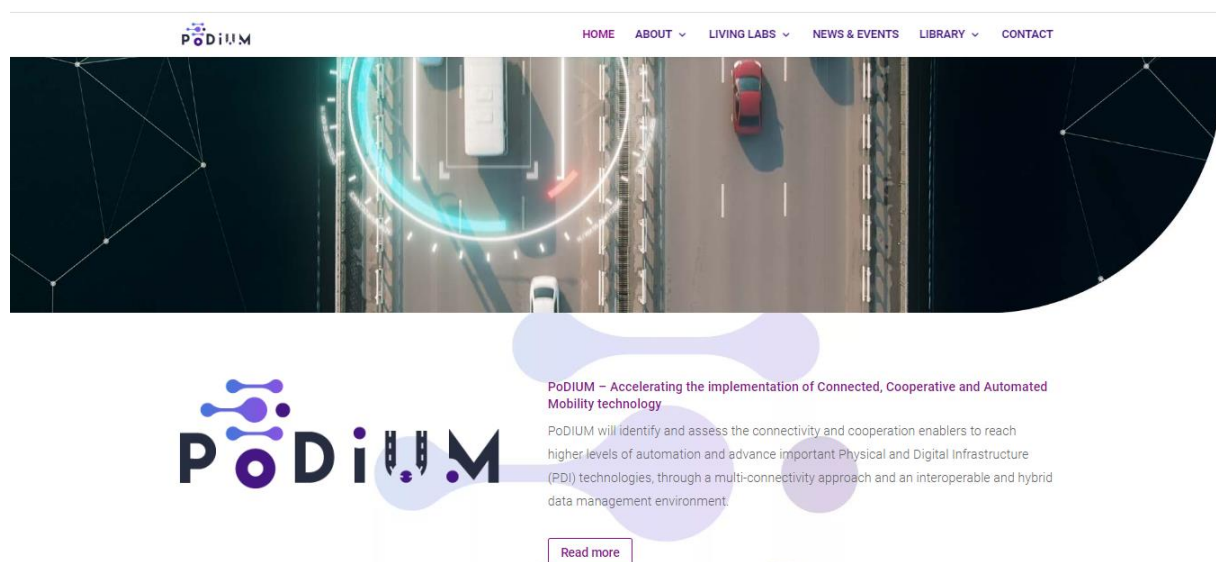 PoDiUM
HOME ABOUT LIVING LABS NEWS & EVENTS LIBRARY CONTACT
PoDiUM
PoDIUM – Accelerating the implementation of Connected, Cooperative and Automated
Mobility technology
PoDIUM will identify and assess the connectivity and cooperation enablers to reach
higher levels of automation and advance important Physical and Digital Infrastructure
(PDI) technologies, through a multi-connectivity approach and an interoperable and hybrid
data management environment.
Read more